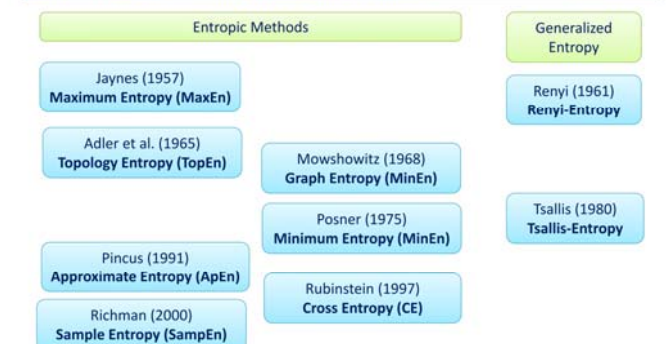 Entropic Methods
Generalized
Entropy
Jaynes (1957)
Maximum Entropy (MaxEn)
Renyi (1961)
Renyi-Entropy
Adler et al. (1965)
Topology Entropy (TopEn)
Mowshowitz (1968)
Graph Entropy (MinEn)
Posner (1975)
Minimum Entropy (MinEn)
Tsallis (1980)
Tsallis-Entropy
Pincus (1991)
Approximate Entropy (ApEn)
Rubinstein (1997)
Cross Entropy (CE)
Richman (2000)
Sample Entropy (SampEn)